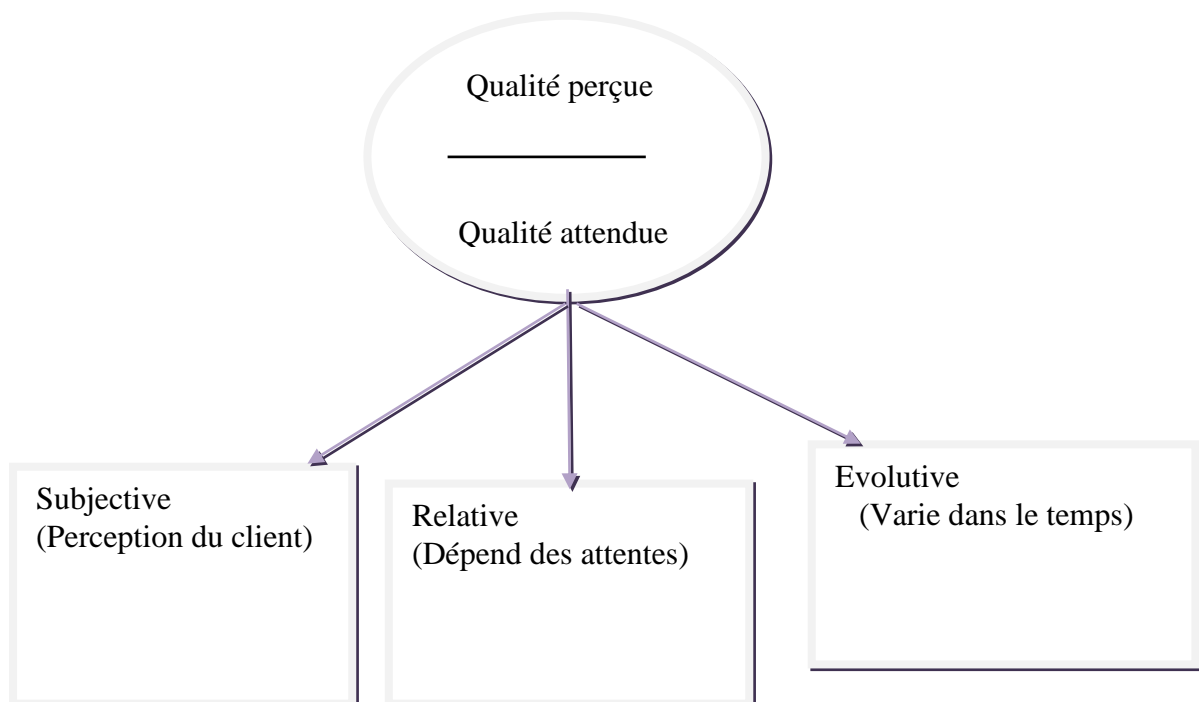 Qualité perçue
Qualité attendue
Subjective
(Perception du client)
Relative
(Dépend des attentes)
Evolutive
(Varie dans le temps)